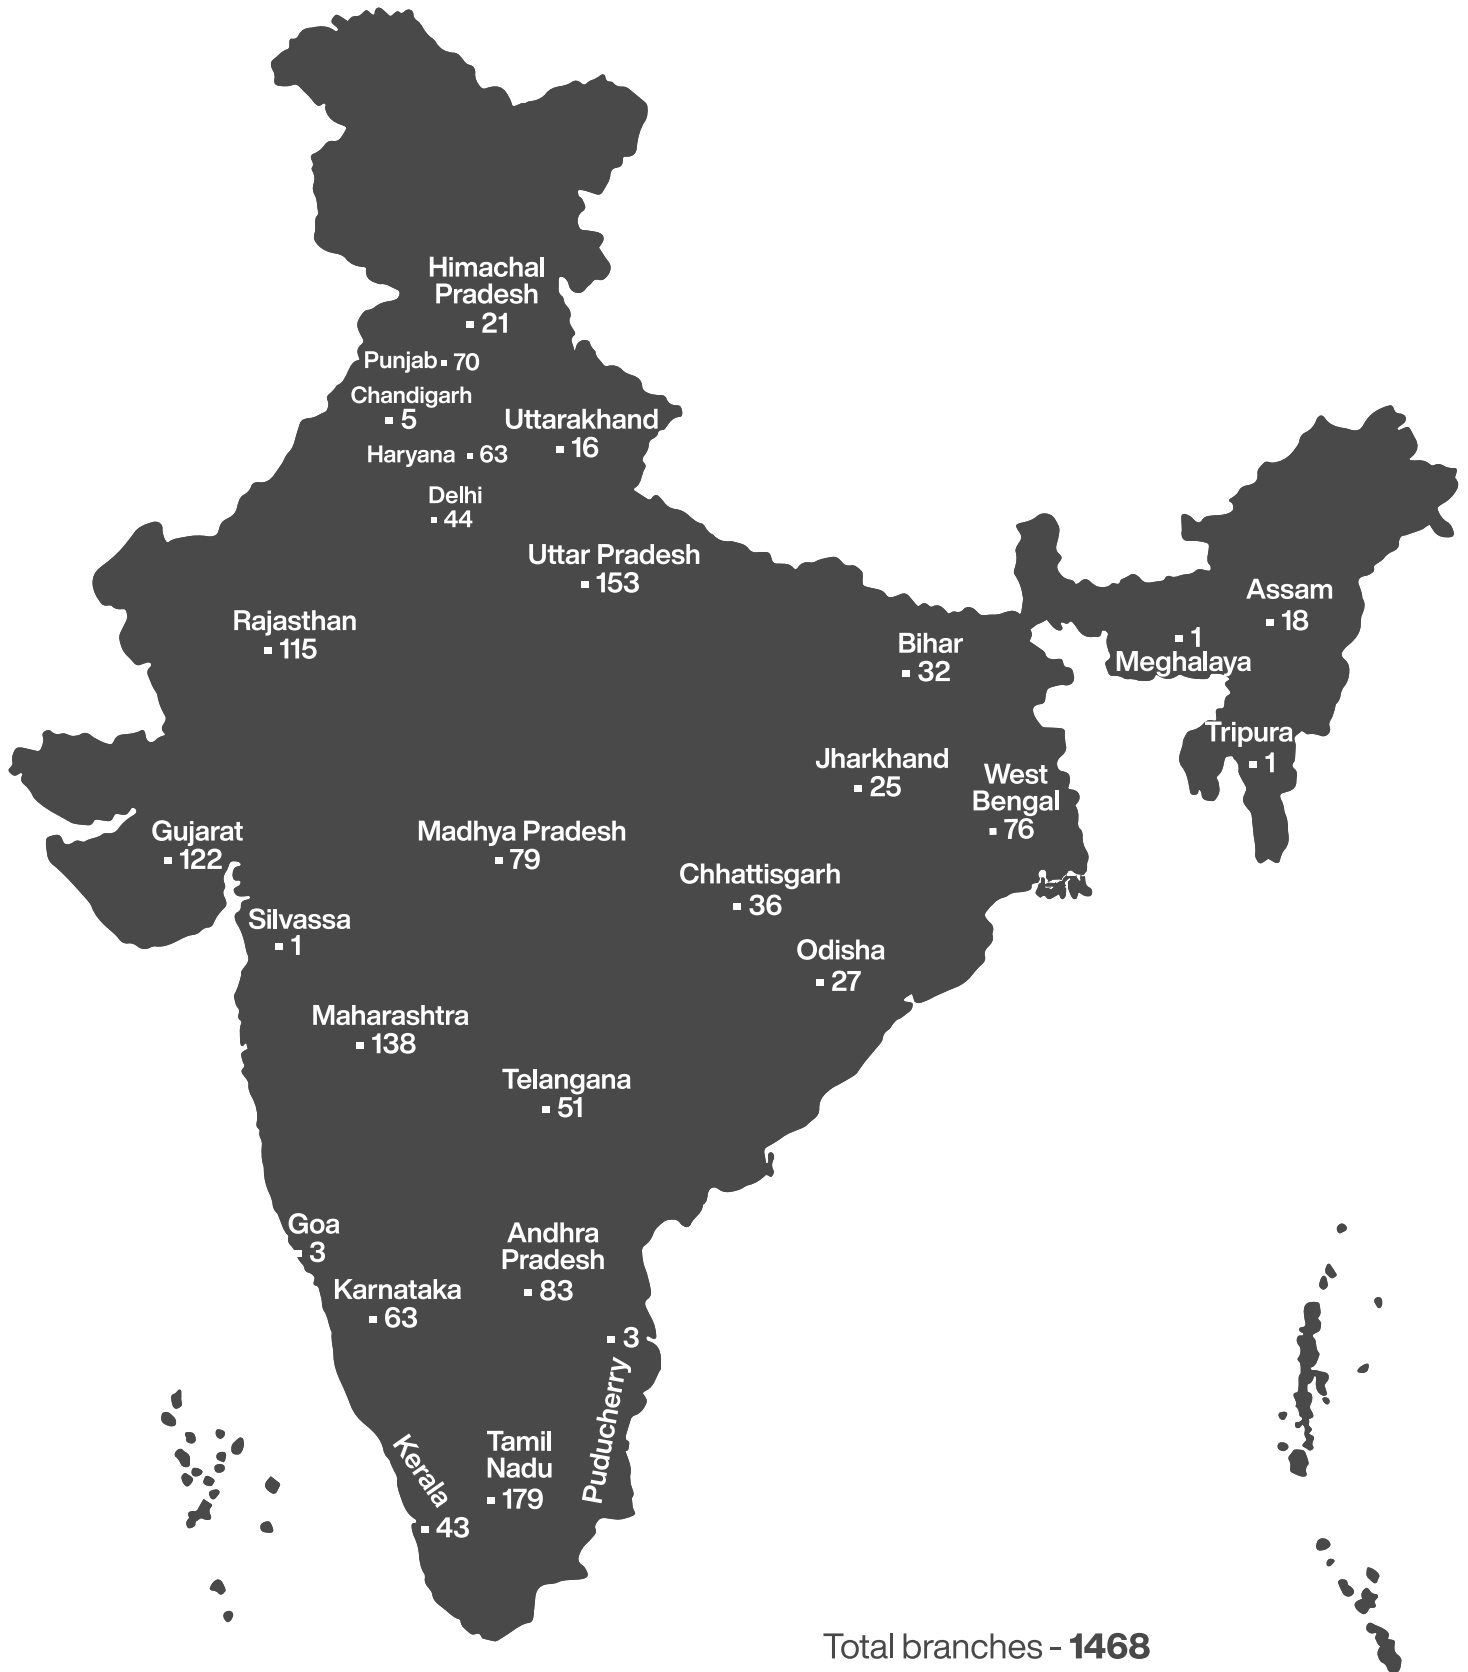 Himachal
Pradesh
21
Punjab 70
Chandigarh
5
Uttarakhand
16
Haryana 63
Delhi
44
Uttar Pradesh
153
Rajasthan
115
Bihar
32
Assam
18
1
Meghalaya
Tripura
1
Jharkhand
25
West
Bengal
76
Gujarat
122
Madhya Pradesh
79
Chhattisgarh
36
Silvassa
1
Odisha
27
Maharashtra
138
Telangana
51
Goa
3
Andhra
Pradesh
83
Karnataka
63
3
Puducherry
Kerala
43
Tamil
Nadu
179
Total branches - 1468